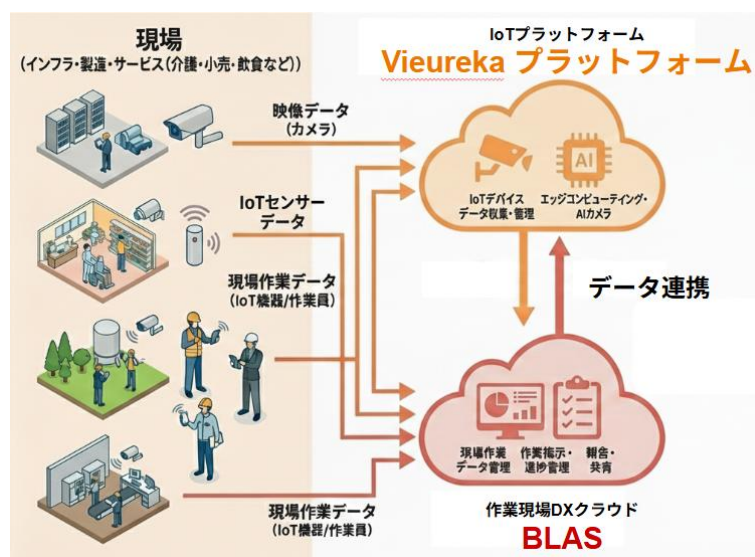 現場
(インフラ・製造・サービス(介護・小売・飲食など))
映像データ
(カメラ)
IoTセンサー
データ
現場作業データ
(IoT機器/作業員)
現場作業データ
(IoT機器/作業員)
IoTプラットフォーム
Vieureka プラットフォーム
AI
IoTデバイス
データ収集・管理
エッジコンピューティング・
AIカメラ
データ連携
現場作業
データ管理
作業指示・
進捗管理
報告・
共有
作業現場DXクラウド
BLAS